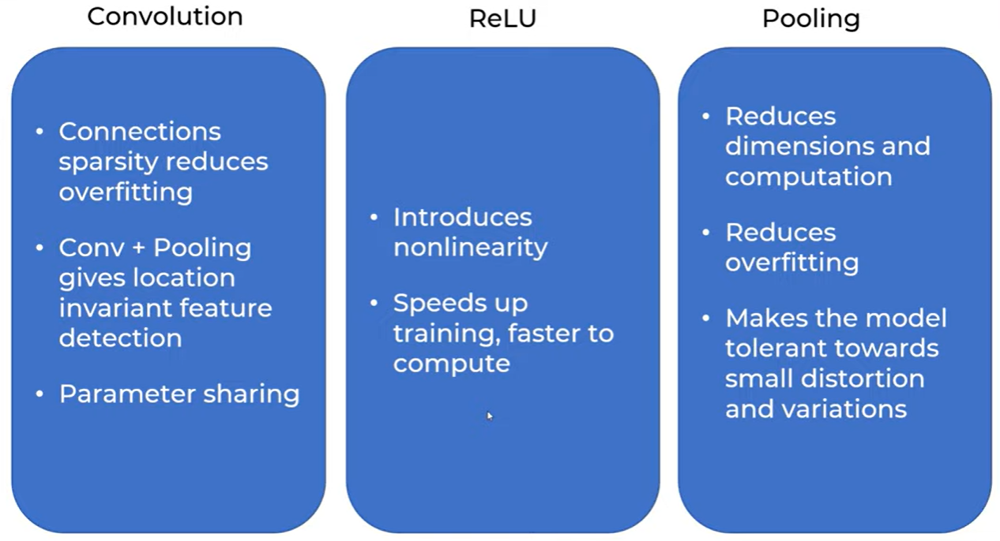 Convolution
ReLU
Pooling
• Connections
sparsity reduces
overfitting
• Conv + Pooling
gives location
invariant feature
detection
• Parameter sharing
• Introduces
nonlinearity
• Speeds up
training, faster to
compute
• Reduces
dimensions and
computation
• Reduces
overfitting
• Makes the model
tolerant towards
small distortion
and variations